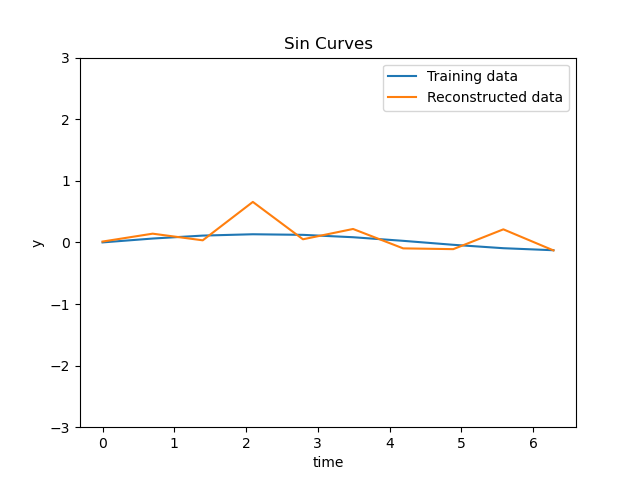 Sin Curves
Training data
Reconstructed data
3
2
1
0
−1
−2
−3
y
0 1 2 3 4 5 6
time